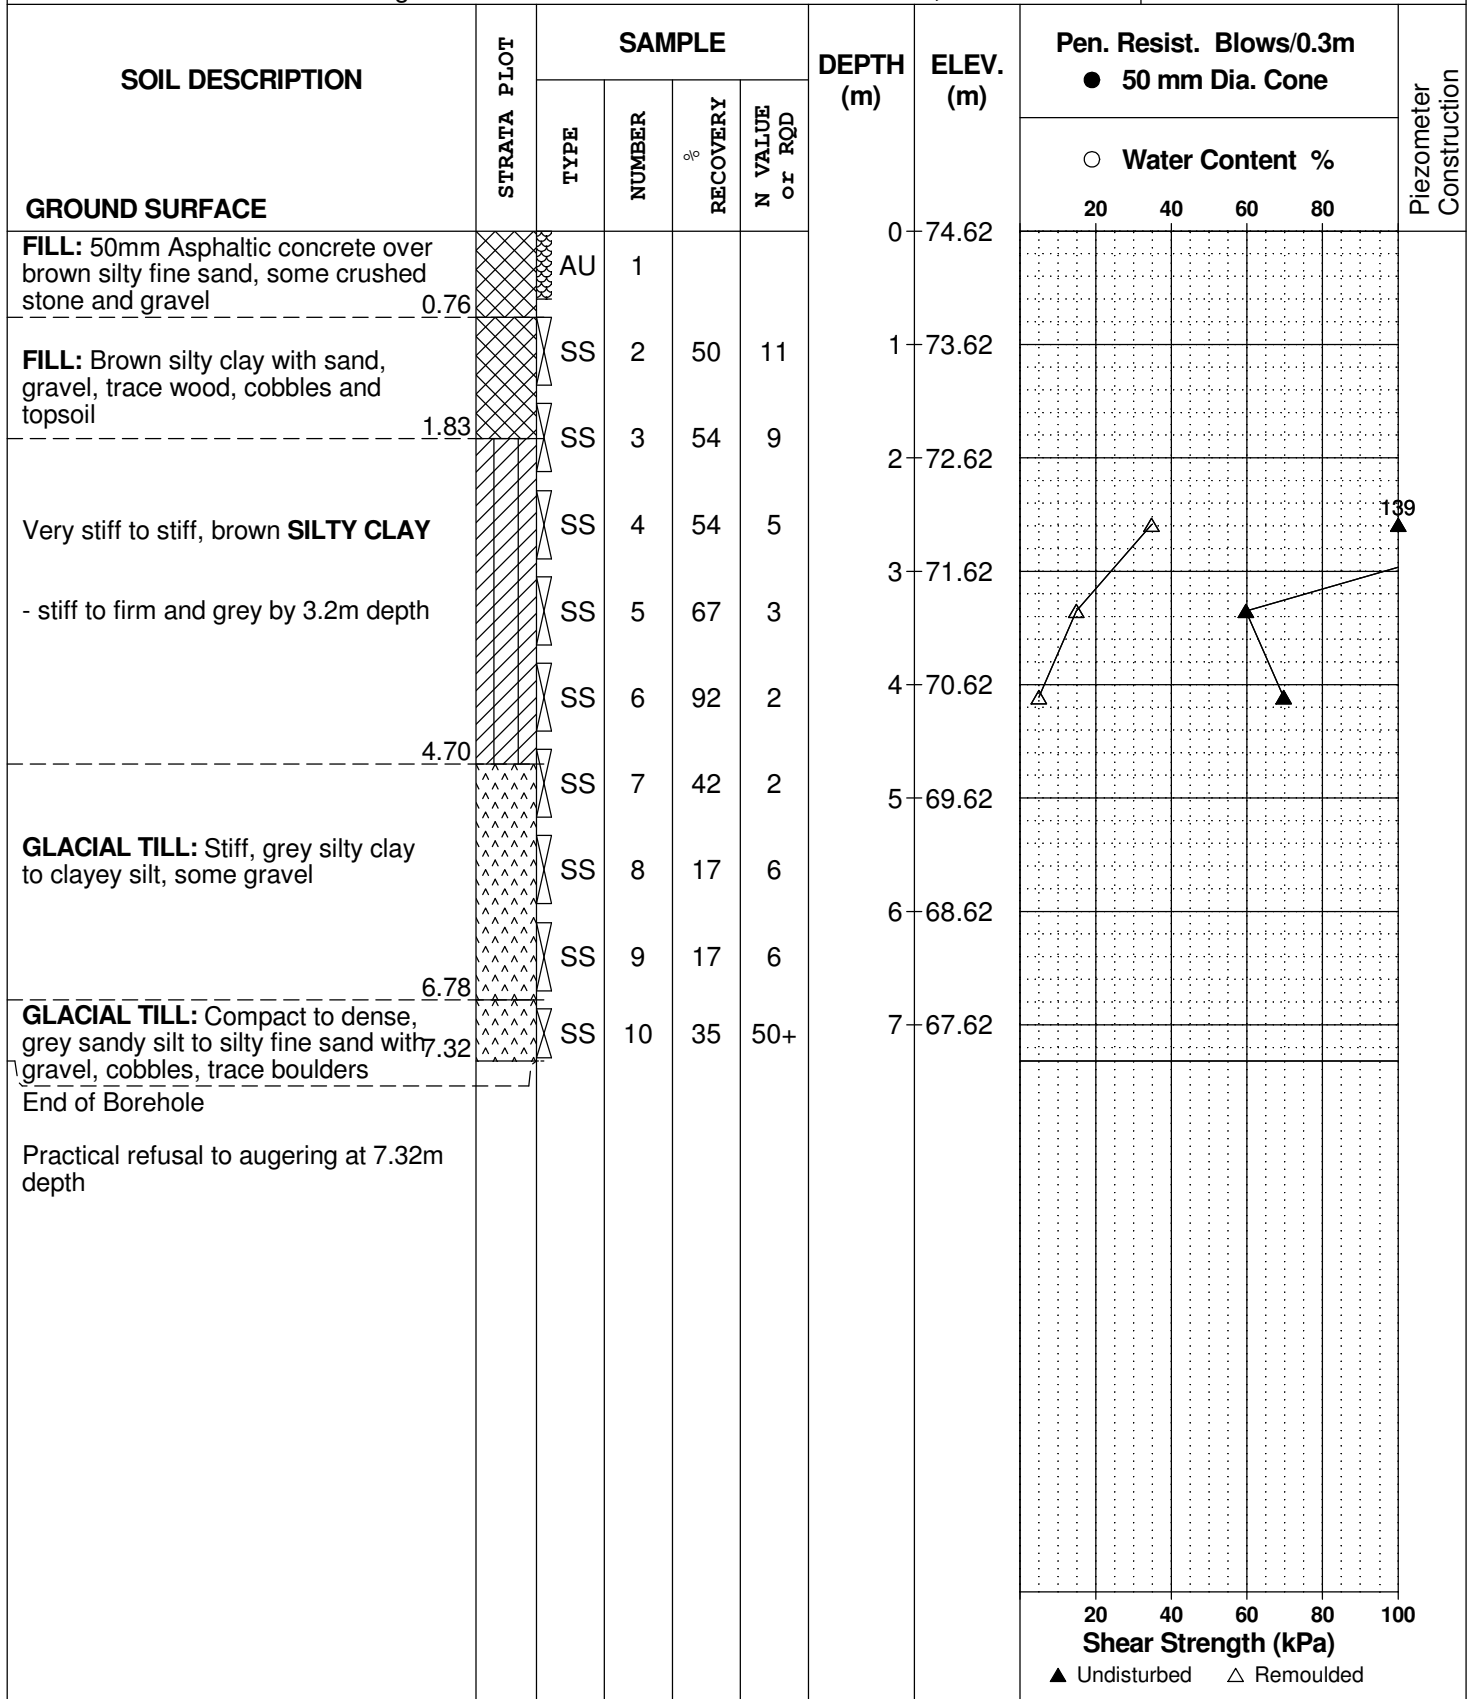 SOIL DESCRIPTION
GROUND SURFACE
STRATA PLOT
SAMPLE
TYPE
NUMBER
%
RECOVERY
N VALUE
or RQD
DEPTH
(m)
ELEV.
(m)
Pen. Resist. Blows/0.3m
● 50 mm Dia. Cone
○ Water Content %
20 40 60 80
Piezometer
Construction
FILL: 50mm Asphaltic concrete over
brown silty fine sand, some crushed
stone and gravel 0.76
FILL: Brown silty clay with sand,
gravel, trace wood, cobbles and
topsoil 1.83
Very stiff to stiff, brown SILTY CLAY
- stiff to firm and grey by 3.2m depth
4.70
GLACIAL TILL: Stiff, grey silty clay
to clayey silt, some gravel
6.78
GLACIAL TILL: Compact to dense,
grey sandy silt to silty fine sand with 7.32
gravel, cobbles, trace boulders
End of Borehole
Practical refusal to augering at 7.32m
depth
AU 1
SS 2 50 11
SS 3 54 9
SS 4 54 5
SS 5 67 3
SS 6 92 2
SS 7 42 2
SS 8 17 6
SS 9 17 6
SS 10 35 50+
0 74.62
1 73.62
2 72.62
3 71.62
4 70.62
5 69.62
6 68.62
7 67.62
139
20 40 60 80 100
Shear Strength (kPa)
▲ Undisturbed △ Remoulded